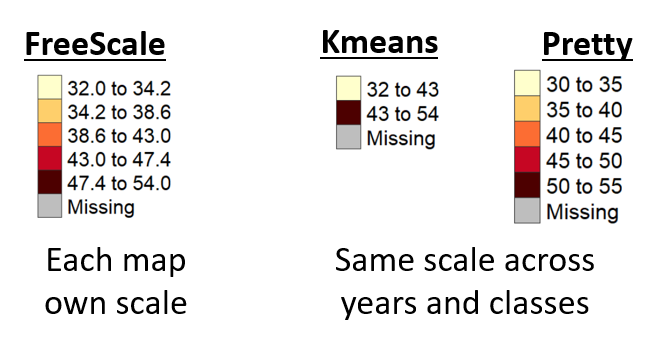 FreeScale
32.0 to 34.2
34.2 to 38.6
38.6 to 43.0
43.0 to 47.4
47.4 to 54.0
Missing
Each map
own scale
Kmeans
32 to 43
43 to 54
Missing
Pretty
30 to 35
35 to 40
40 to 45
45 to 50
50 to 55
Missing
Same scale across
years and classes